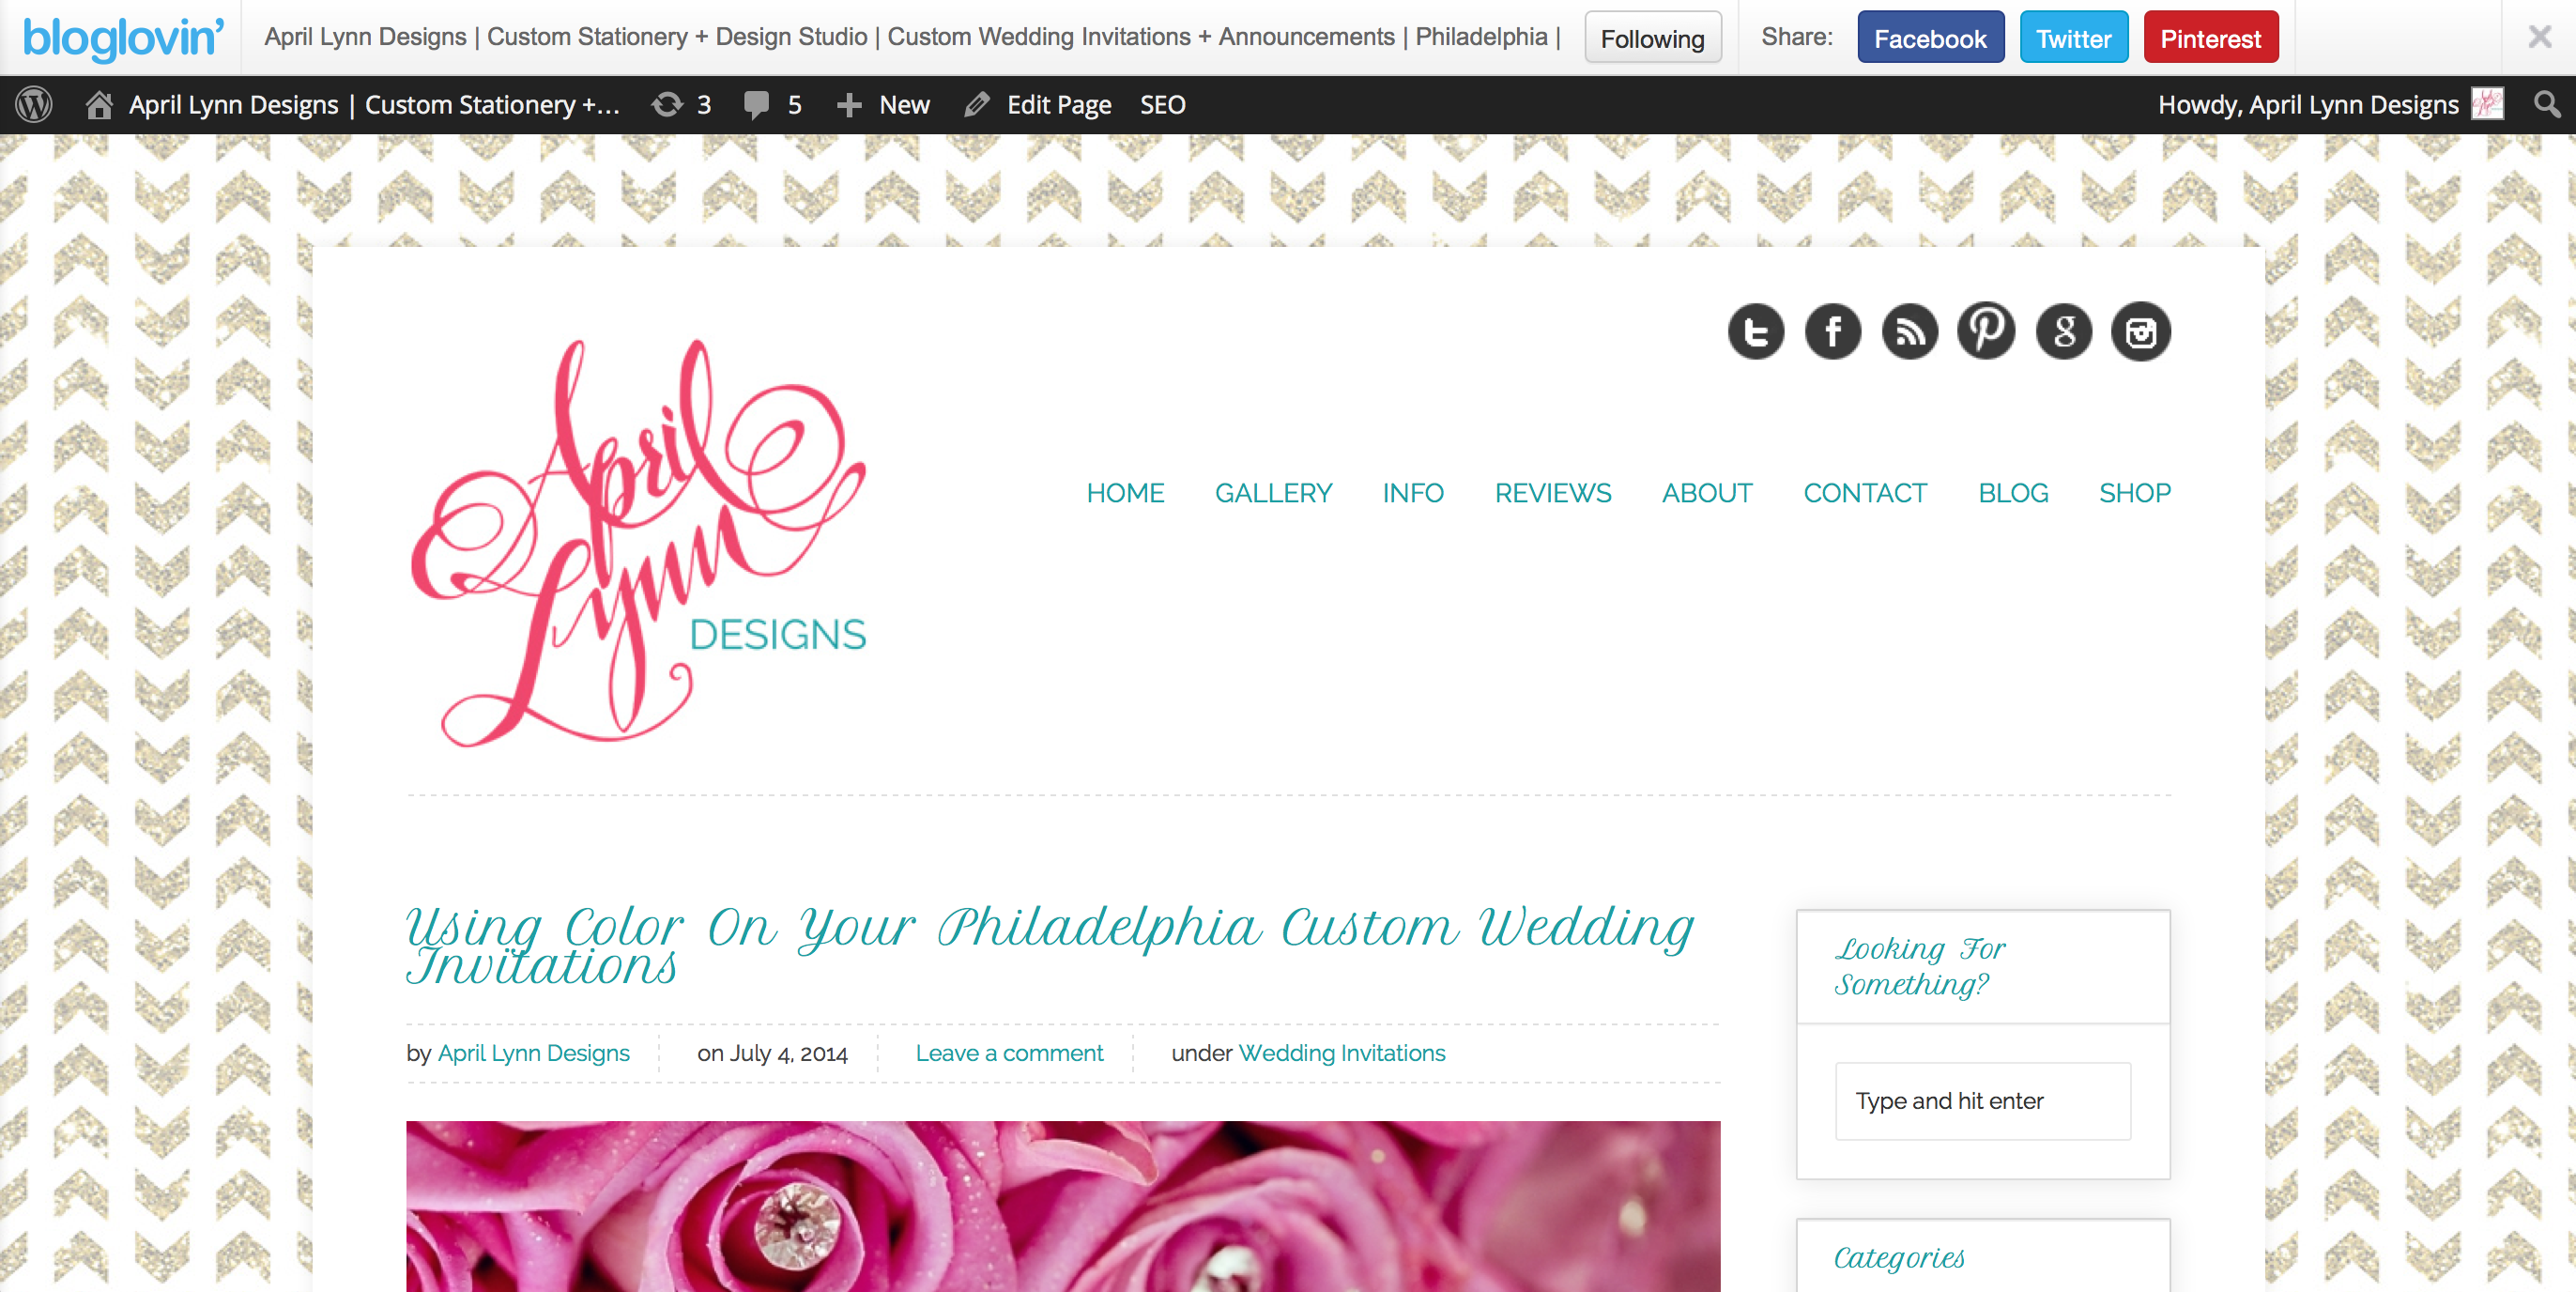 bloglovin’
April Lynn Designs | Custom Stationery + Design Studio | Custom Wedding Invitations + Announcements | Philadelphia |
Following
Share:
Facebook
Twitter
Pinterest
April Lynn Designs | Custom Stationery +…
3
5
New
Edit Page
SEO
Howdy, April Lynn Designs
April
Lynn
DESIGNS
HOME
GALLERY
INFO
REVIEWS
ABOUT
CONTACT
BLOG
SHOP
Using Color On Your Philadelphia Custom Wedding
Invitations
by April Lynn Designs
on July 4, 2014
Leave a comment
under Wedding Invitations
Looking For
Something?
Type and hit enter
Categories